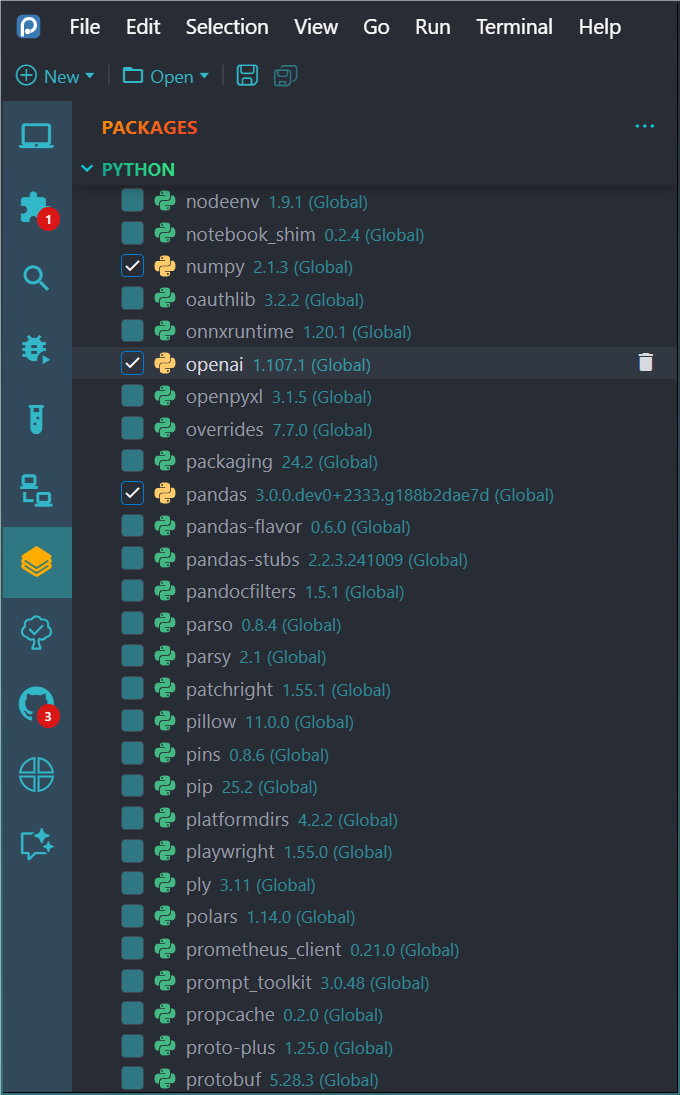 File Edit Selection View Go Run Terminal Help
New Open
PACKAGES
PYTHON
1
3
nodeenv 1.9.1 (Global)
notebook_shim 0.2.4 (Global)
numpy 2.1.3 (Global)
oauthlib 3.2.2 (Global)
onnxruntime 1.20.1 (Global)
openai 1.107.1 (Global)
openpyxl 3.1.5 (Global)
overrides 7.7.0 (Global)
packaging 24.2 (Global)
pandas 3.0.0.dev0+2333.g188b2dae7d (Global)
pandas-flavor 0.6.0 (Global)
pandas-stubs 2.2.3.241009 (Global)
pandocfilters 1.5.1 (Global)
parso 0.8.4 (Global)
parsy 2.1 (Global)
patchright 1.55.1 (Global)
pillow 11.0.0 (Global)
pins 0.8.6 (Global)
pip 25.2 (Global)
platformdirs 4.2.2 (Global)
playwright 1.55.0 (Global)
ply 3.11 (Global)
polars 1.14.0 (Global)
prometheus_client 0.21.0 (Global)
prompt_toolkit 3.0.48 (Global)
propcache 0.2.0 (Global)
proto-plus 1.25.0 (Global)
protobuf 5.28.3 (Global)